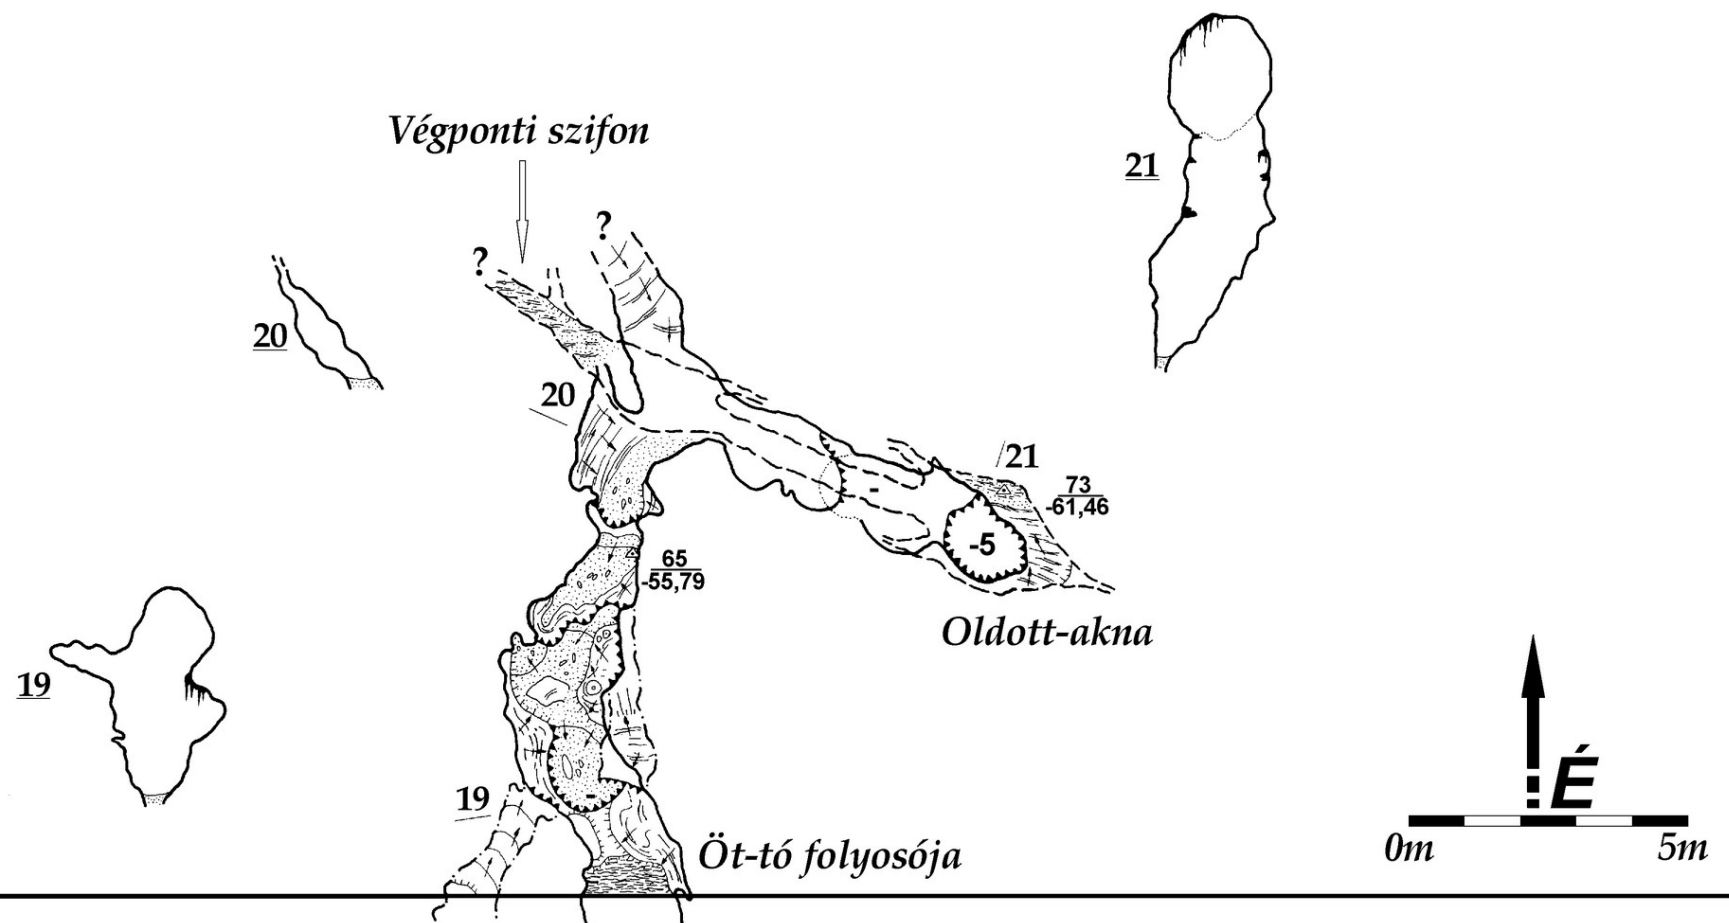 Végponti szifon
21
?
?
20
20
21
73
-61,46
-
-5
65
-55,79
Oldott-akna
19
19
-
É
Öt-tó folyosója
0m
5m